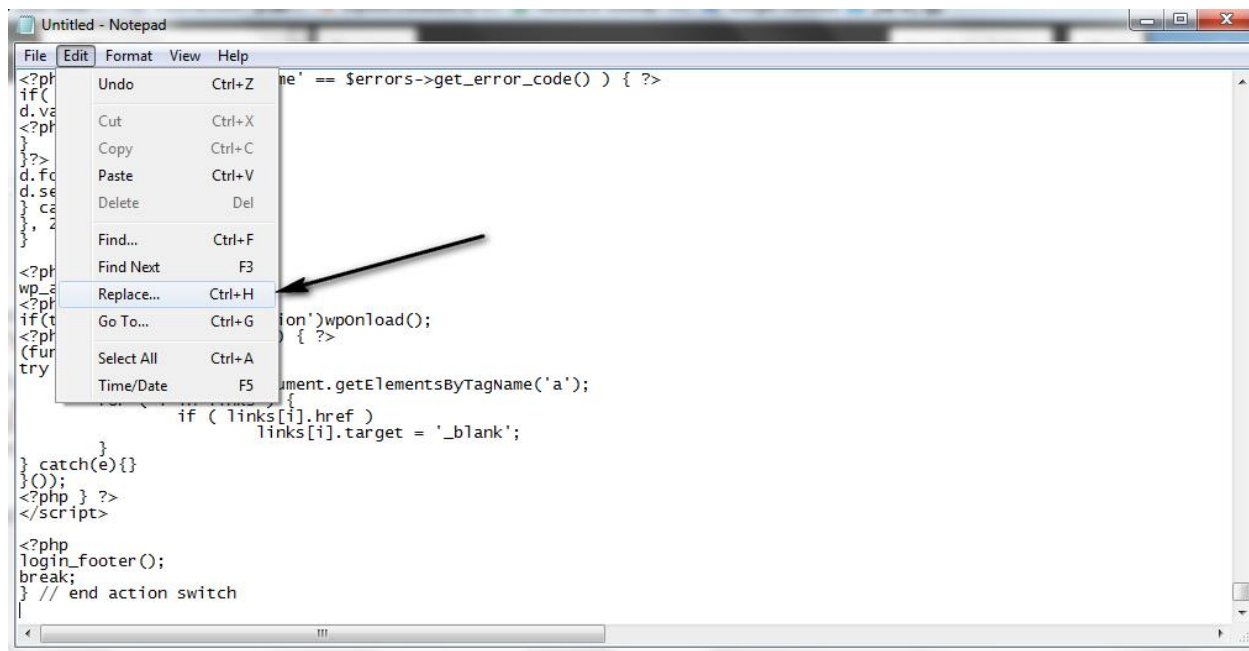 Untitled - Notepad
File Edit Format View Help
<?ph
me' == $errors->get_error_code() ) { ?>
if(
d.va
<?ph
}
}?>
d.fo
d.se
} ca
}, 2
}
<?ph
wp_a
<?ph
if(t
ion')wpOnload();
<?ph
) { ?>
(fun
try
ument.getElementsByTagName('a');
if ( links[i].href )
links[i].target = '_blank';
}
} catch(e){}
}());
<?php } ?>
</script>
<?php
login_footer();
break;
} // end action switch
Undo Ctrl+Z
Cut Ctrl+X
Copy Ctrl+C
Paste Ctrl+V
Delete Del
Find... Ctrl+F
Find Next F3
Replace... Ctrl+H
Go To... Ctrl+G
Select All Ctrl+A
Time/Date F5